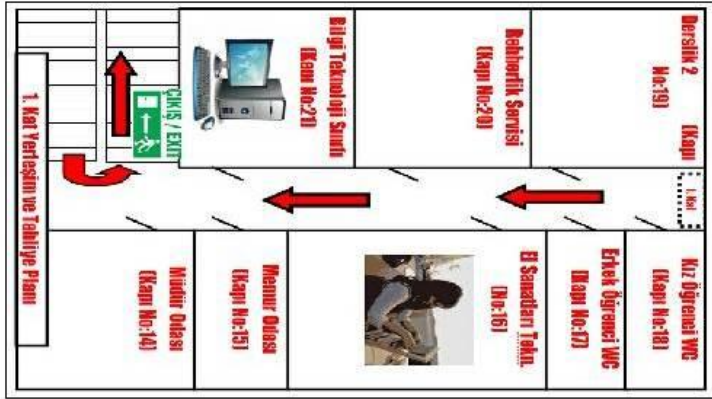 1. Kat Yerleşim ve Tahliye Planı
ÇIKIŞ / EXIT
Bilgi Teknoloji Sınıfı
(Kapı No:21)
Rehberlik Servisi
(Kapı No:20)
Derslik 2 (Kapı
No:19)
1. Kat
Müdür Odası
(Kapı No:14)
Memur Odası
(Kapı No:15)
El Sanatları Tekn.
(No:16)
Erkek Öğrenci WC
(Kapı No:17)
Kız Öğrenci WC
(Kapı No:18)